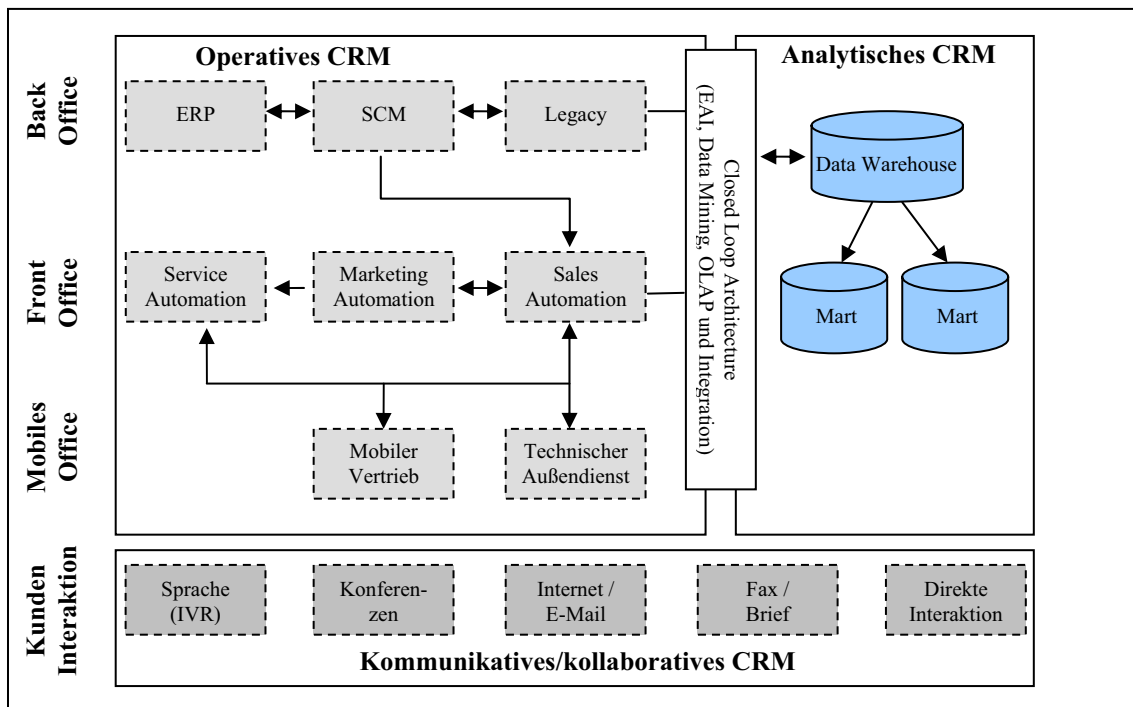 Operatives CRM
Analytisches CRM
Back
Office
ERP
SCM
Legacy
Closed Loop Architecture
(EAI, Data Mining, OLAP und Integration)
Data Warehouse
Front
Office
Service
Automation
Marketing
Automation
Sales
Automation
Mart
Mart
Mobiles
Office
Mobiler
Vertrieb
Technischer
Außendienst
Kunden
Interaktion
Sprache
(IVR)
Konferen-
zen
Internet /
E-Mail
Fax /
Brief
Direkte
Interaktion
Kommunikatives/kollaboratives CRM